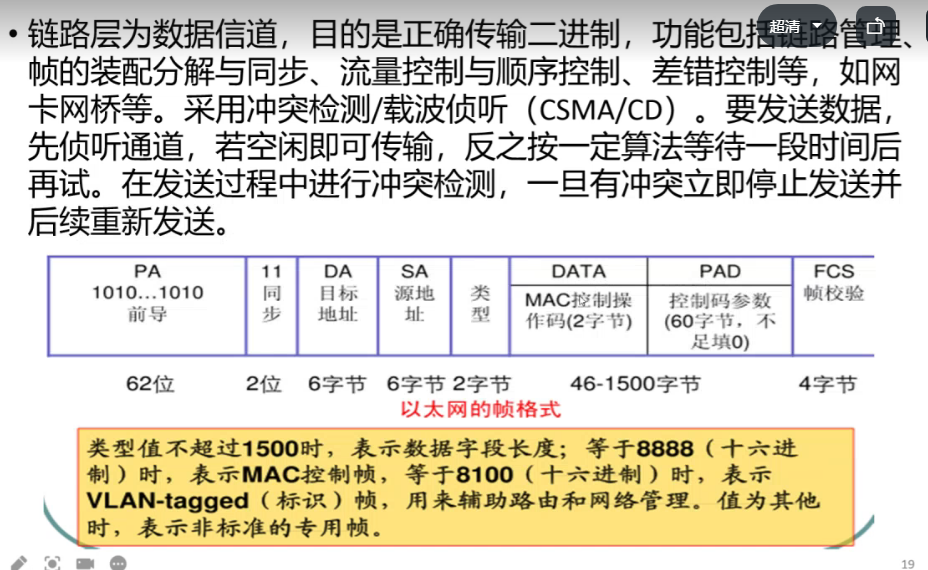 超清
• 链路层为数据信道，目的是正确传输二进制，功能包括链路管理、
帧的装配分解与同步、流量控制与顺序控制、差错控制等，如网
卡网桥等。采用冲突检测/载波侦听（CSMA/CD）。要发送数据，
先侦听通道，若空闲即可传输，反之按一定算法等待一段时间后
再试。在发送过程中进行冲突检测，一旦有冲突立即停止发送并
后续重新发送。
PA
1010...1010
前导
11
同
步
DA
目标
地址
SA
源地
址
类
型
DATA
MAC控制操
作码(2字节)
PAD
控制码参数
(60字节，不
足填0)
FCS
帧校验
62位 2位 6字节 6字节 2字节 46-1500字节 4字节
以太网的帧格式
类型值不超过1500时，表示数据字段长度；等于8888（十六进
制）时，表示MAC控制帧，等于8100（十六进制）时，表示
VLAN-tagged（标识）帧，用来辅助路由和网络管理。值为其他
时，表示非标准的专用帧。
19